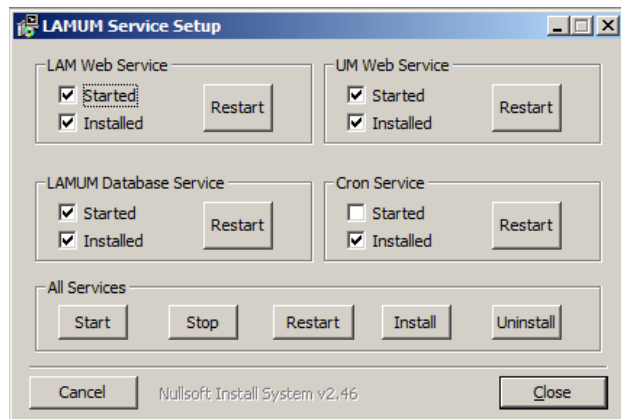 LAMUM Service Setup
LAM Web Service
Started
Installed
Restart
UM Web Service
Started
Installed
Restart
LAMUM Database Service
Started
Installed
Restart
Cron Service
Started
Installed
Restart
All Services
Start Stop Restart Install Uninstall
Cancel Nullsoft Install System v2.46 Close